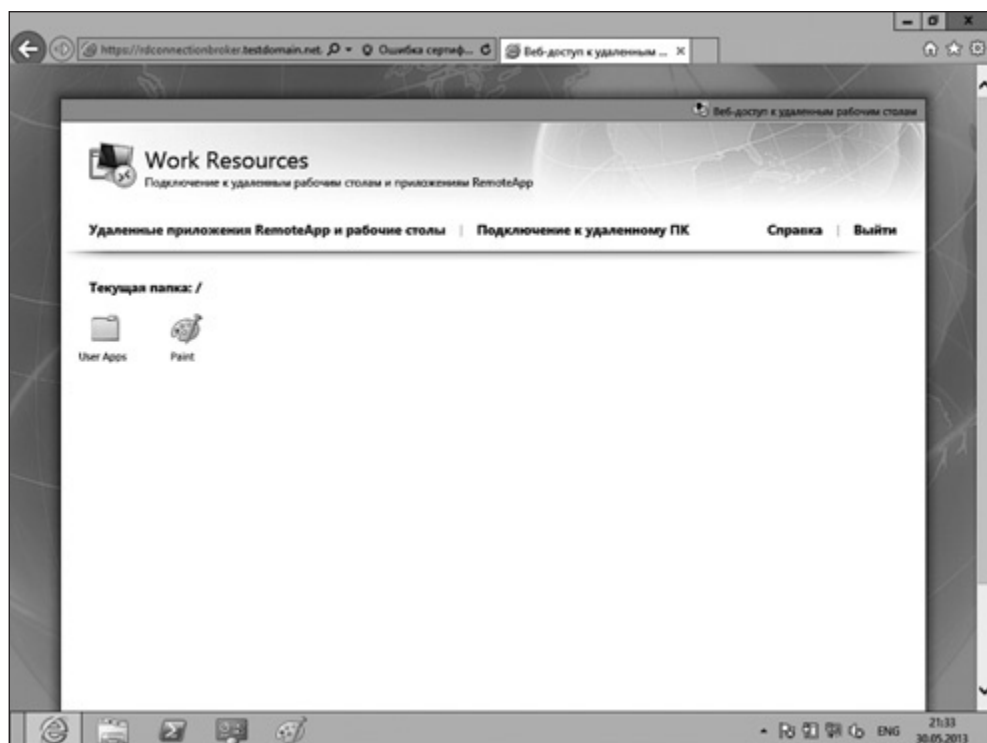 https://rdconnectionbroker.testdomain.net
Ошибка сертиф...
Веб-доступ к удаленным ...
Веб-доступ к удаленным рабочим столам
Work Resources
Подключение к удаленным рабочим столам и приложениям RemoteApp
Удаленные приложения RemoteApp и рабочие столы | Подключение к удаленному ПК
Справка | Выйти
Текущая папка: /
User Apps
Paint
ENG
21:33
30.05.2013